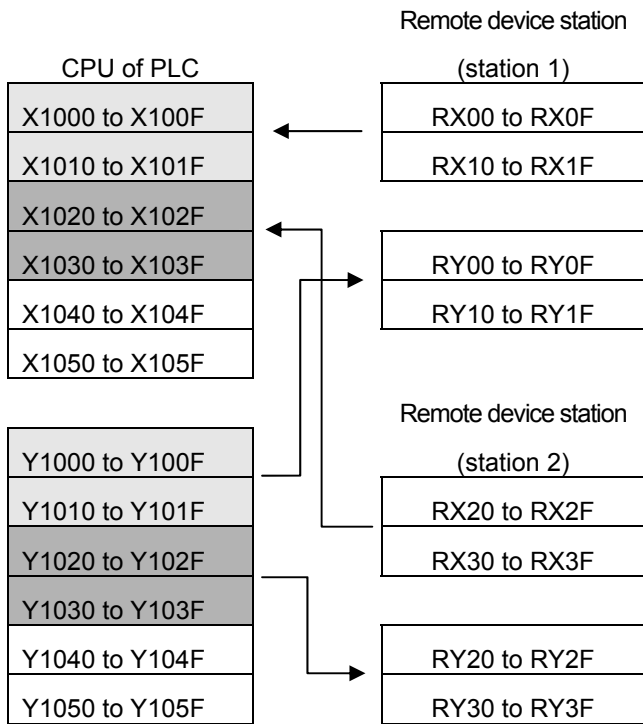 CPU of PLC
X1000 to X100F
X1010 to X101F
X1020 to X102F
X1030 to X103F
X1040 to X104F
X1050 to X105F
Y1000 to Y100F
Y1010 to Y101F
Y1020 to Y102F
Y1030 to Y103F
Y1040 to Y104F
Y1050 to Y105F
Remote device station
(station 1)
RX00 to RX0F
RX10 to RX1F
RY00 to RY0F
RY10 to RY1F
Remote device station
(station 2)
RX20 to RX2F
RX30 to RX3F
RY20 to RY2F
RY30 to RY3F